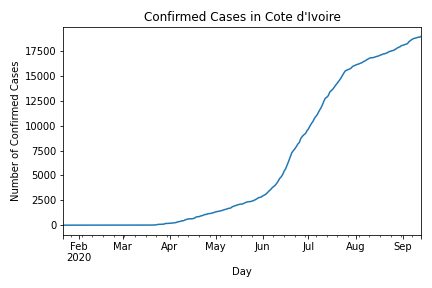 Confirmed Cases in Cote d'Ivoire
Number of Confirmed Cases
17500
15000
12500
10000
7500
5000
2500
0
Feb Mar Apr May Jun Jul Aug Sep
2020
Day